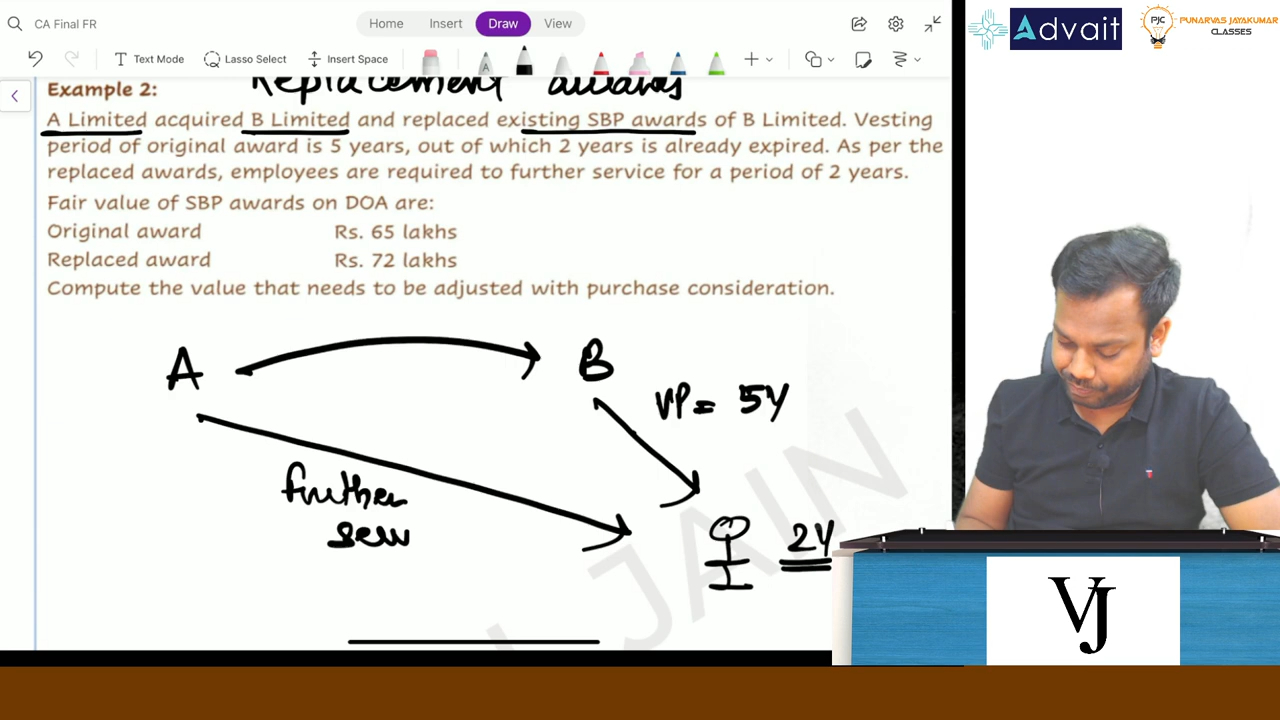 CA Final FR
Home Insert Draw View
Text Mode Lasso Select Insert Space
Advait
PJC PUNARVAS JAYAKUMAR
CLASSES
Replacement awards
Example 2:
A Limited acquired B Limited and replaced existing SBP awards of B Limited. Vesting
period of original award is 5 years, out of which 2 years is already expired. As per the
replaced awards, employees are required to further service for a period of 2 years.
Fair value of SBP awards on DOA are:
Original award Rs. 65 lakhs
Replaced award Rs. 72 lakhs
Compute the value that needs to be adjusted with purchase consideration.
A B
VP = 5Y
further
serv
2Y
JAIN
VJ